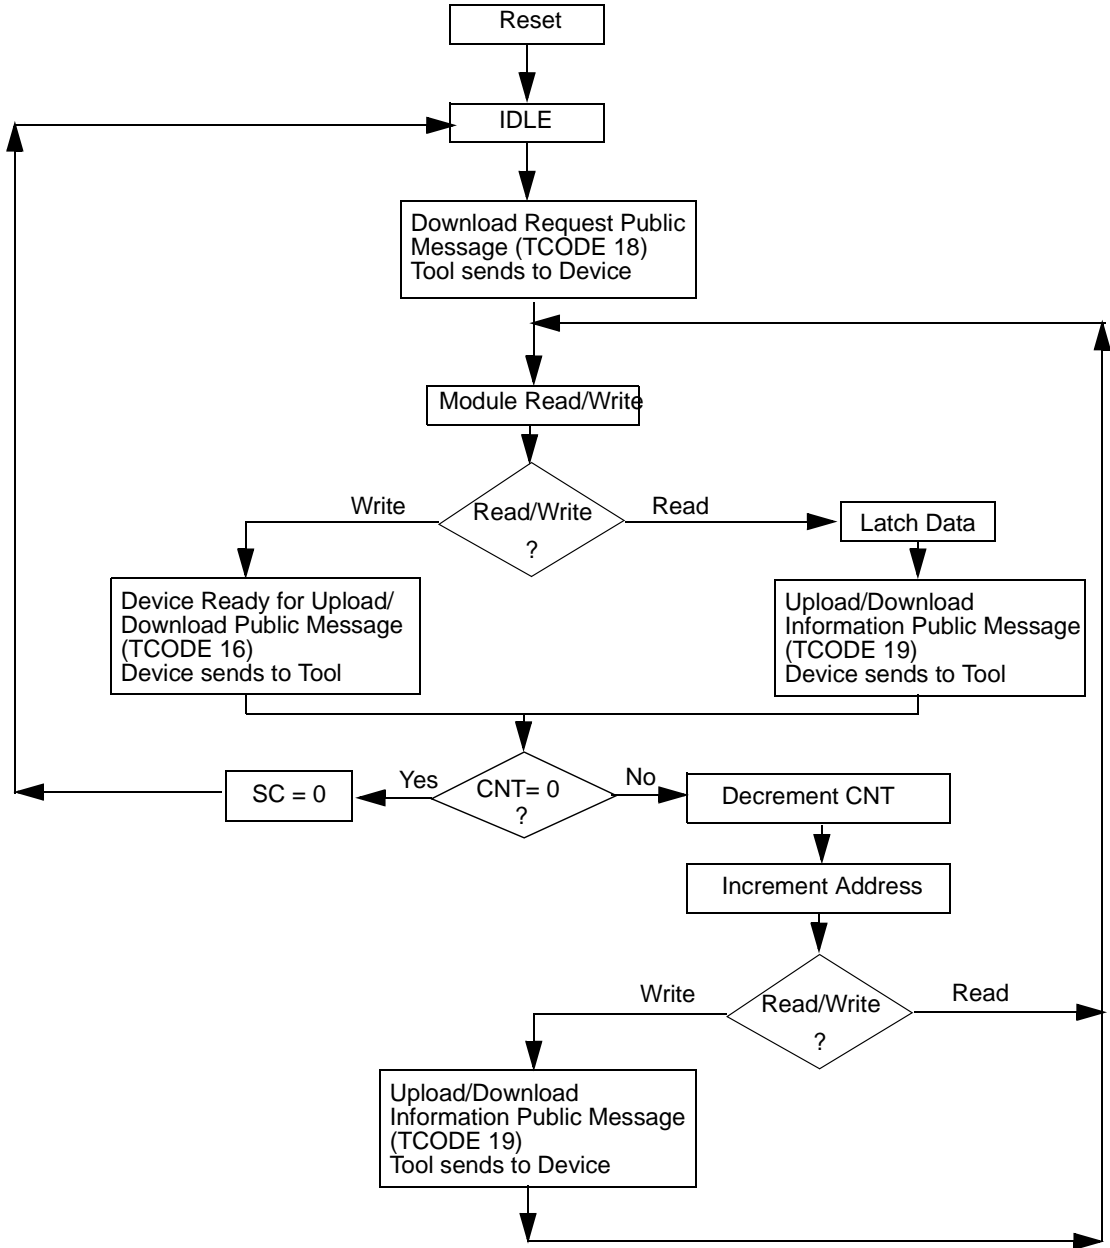 Reset
IDLE
Download Request Public
Message (TCODE 18)
Tool sends to Device
Module Read/Write
Write
Read/Write
?
Read
Latch Data
Device Ready for Upload/
Download Public Message
(TCODE 16)
Device sends to Tool
Upload/Download
Information Public Message
(TCODE 19)
Device sends to Tool
SC = 0
Yes
CNT= 0
?
No
Decrement CNT
Increment Address
Write
Read/Write
?
Read
Upload/Download
Information Public Message
(TCODE 19)
Tool sends to Device